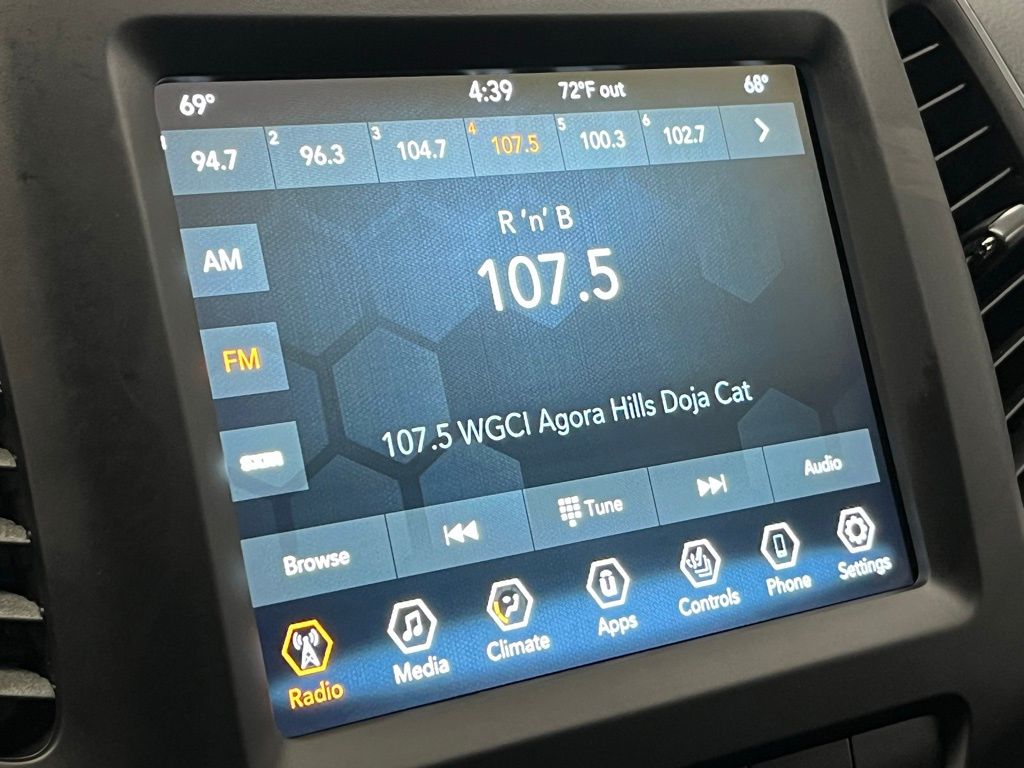 69° 4:39 72°F out 68°
1 94.7 2 96.3 3 104.7 4 107.5 5 100.3 6 102.7
R 'n' B
AM
107.5
FM
107.5 WGCI Agora Hills Doja Cat
SXM
Browse Tune Audio
Radio Media Climate Apps Controls Phone Settings